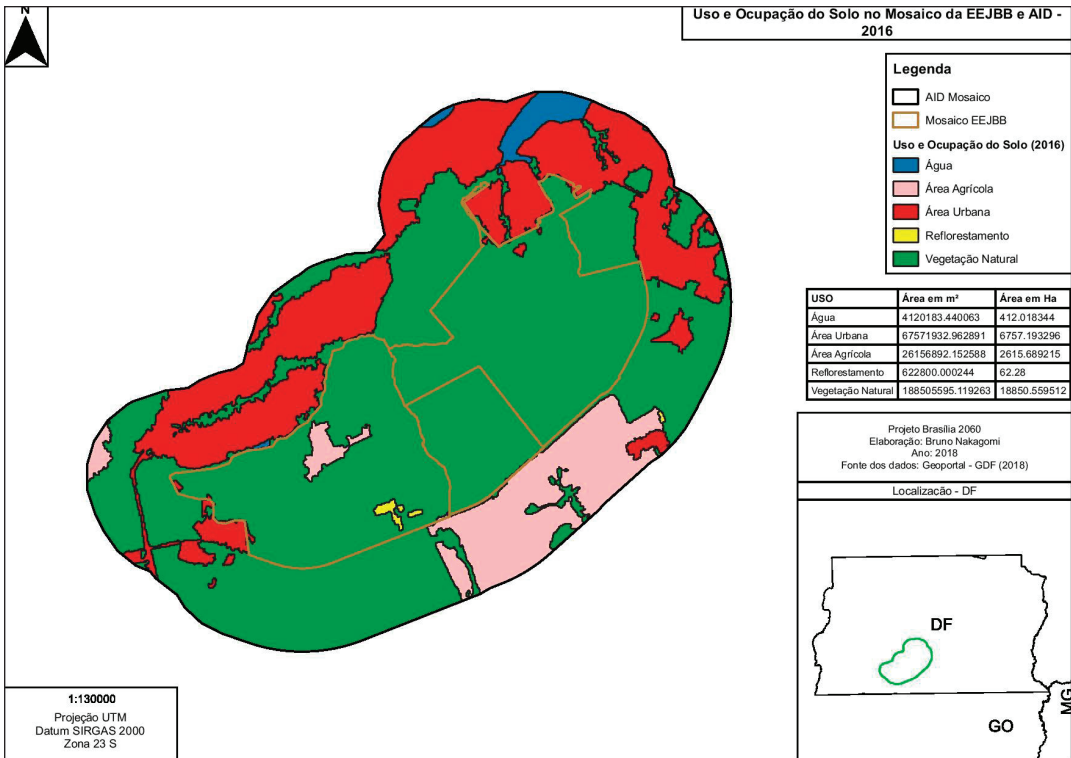 N
Uso e Ocupação do Solo no Mosaico da EEJBB e AID -
2016
Legenda
AID Mosaico
Mosaico EEJBB
Uso e Ocupação do Solo (2016)
Água
Área Agrícola
Área Urbana
Reflorestamento
Vegetação Natural
USO Área em m² Área em Ha
Água 4120183.440063 412.018344
Área Urbana 67571932.962891 6757.193296
Área Agrícola 26156892.152588 2615.689215
Reflorestamento 622800.000244 62.28
Vegetação Natural 188505595.119263 18850.559512
Projeto Brasília 2060
Elaboração: Bruno Nakagomi
Ano: 2018
Fonte dos dados: Geoportal - GDF (2018)
Localização - DF
DF
GO
MG
1:130000
Projeção UTM
Datum SIRGAS 2000
Zona 23 S